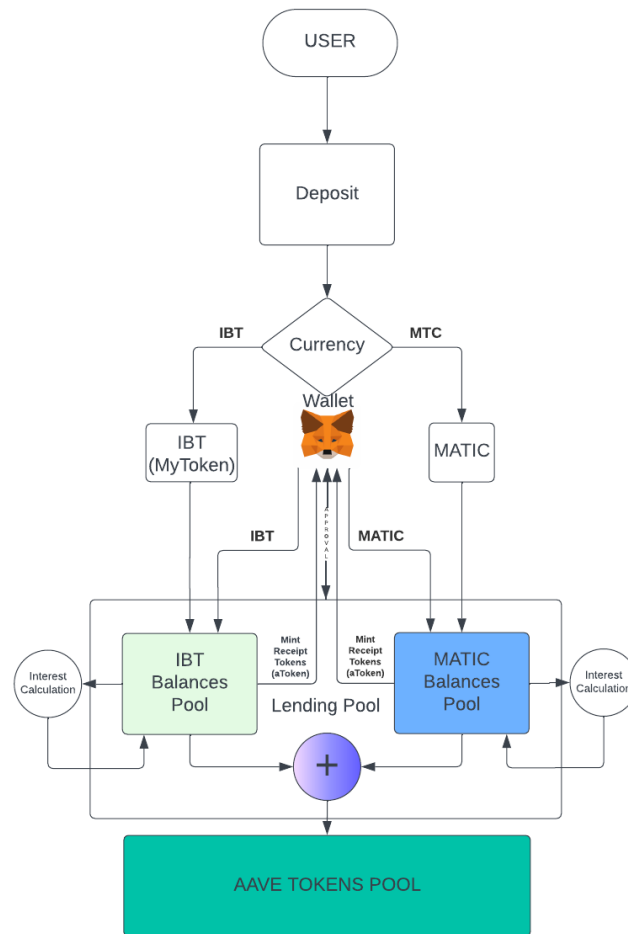 USER
Deposit
IBT
MTC
Currency
Wallet
IBT
(MyToken)
MATIC
APPROVAL
IBT
MATIC
Mint
Receipt
Tokens
(aToken)
Mint
Receipt
Tokens
(aToken)
Interest
Calculation
IBT
Balances
Pool
MATIC
Balances
Pool
Interest
Calculation
Lending Pool
+
AAVE TOKENS POOL